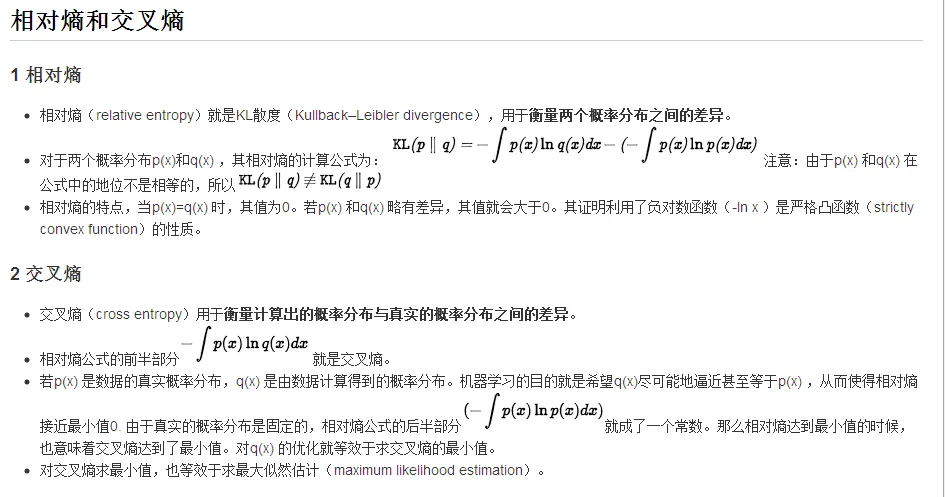 相对熵和交叉熵
1 相对熵
• 相对熵（relative entropy）就是KL散度（Kullback–Leibler divergence），用于衡量两个概率分布之间的差异。
• 对于两个概率分布p(x)和q(x)，其相对熵的计算公式为： KL(p ∥ q) = −∫ p(x) ln q(x)dx − (−∫ p(x) ln p(x)dx) 注意：由于p(x) 和q(x) 在
公式中的地位不是相等的，所以 KL(p ∥ q) ≢ KL(q ∥ p)
• 相对熵的特点，当p(x)=q(x) 时，其值为0。若p(x) 和q(x) 略有差异，其值就会大于0。其证明利用了负对数函数（-ln x ）是严格凸函数（strictly
convex function）的性质。
2 交叉熵
• 交叉熵（cross entropy）用于衡量计算出的概率分布与真实的概率分布之间的差异。
• 相对熵公式的前半部分 −∫ p(x) ln q(x)dx 就是交叉熵。
• 若p(x) 是数据的真实概率分布，q(x) 是由数据计算得到的概率分布。机器学习的目的就是希望q(x)尽可能地逼近甚至等于p(x) ，从而使得相对熵
接近最小值0. 由于真实的概率分布是固定的，相对熵公式的后半部分 (−∫ p(x) ln p(x)dx) 就成了一个常数。那么相对熵达到最小值的时候，
也意味着交叉熵达到了最小值。对q(x) 的优化就等效于求交叉熵的最小值。
• 对交叉熵求最小值，也等效于求最大似然估计（maximum likelihood estimation）。